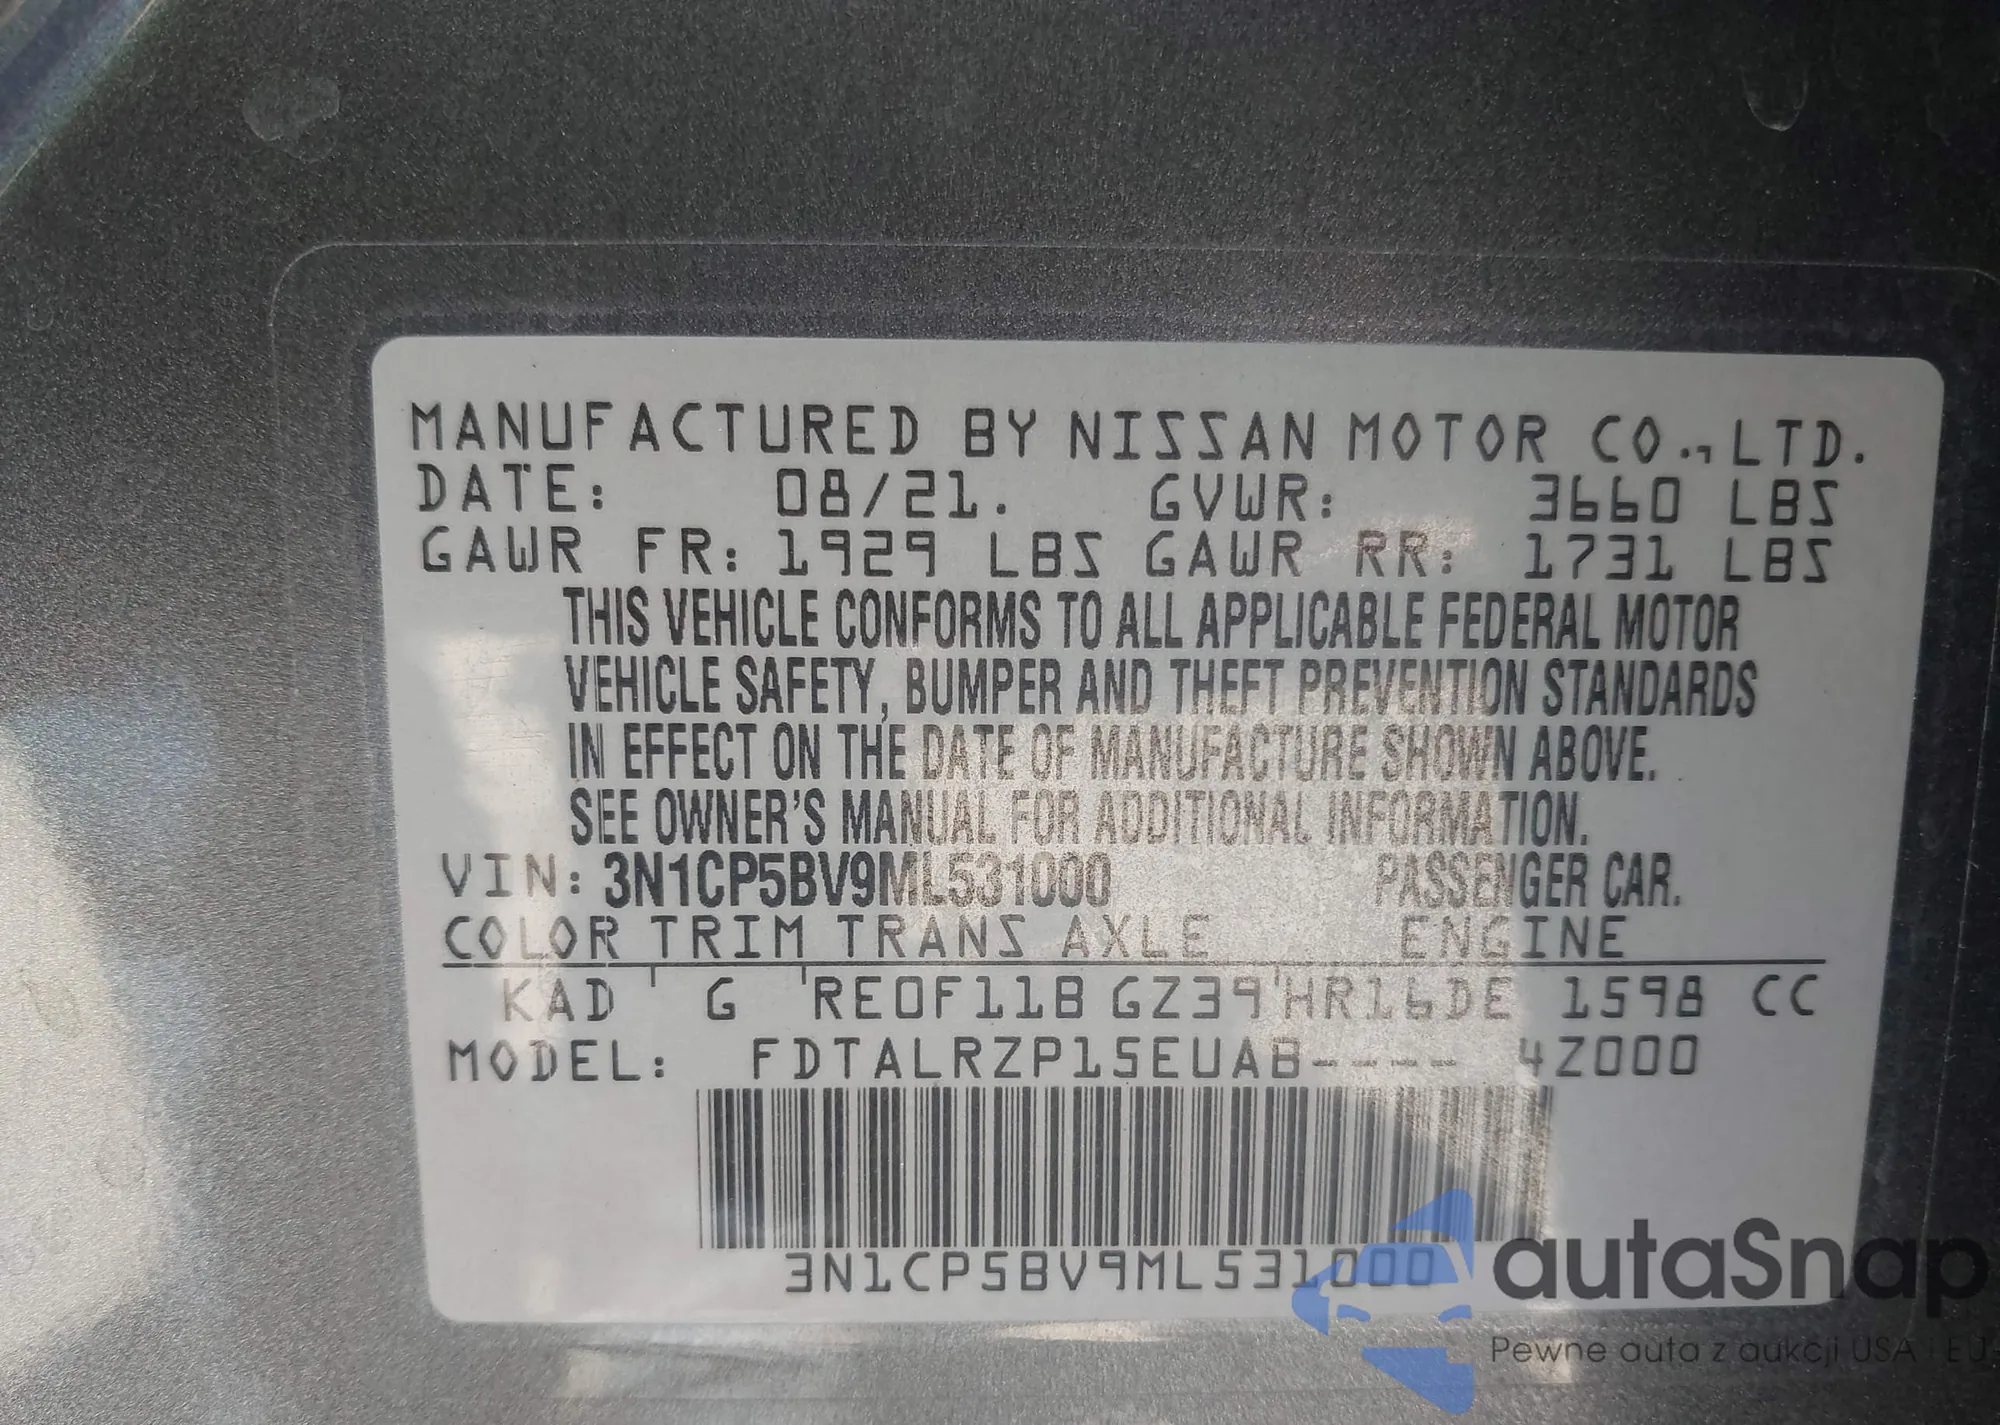 MANUFACTURED BY NISSAN MOTOR CO., LTD.
DATE: 08/21. GVWR: 3660 LBS
GAWR FR: 1929 LBS GAWR RR: 1731 LBS
THIS VEHICLE CONFORMS TO ALL APPLICABLE FEDERAL MOTOR
VEHICLE SAFETY, BUMPER AND THEFT PREVENTION STANDARDS
IN EFFECT ON THE DATE OF MANUFACTURE SHOWN ABOVE.
SEE OWNER'S MANUAL FOR ADDITIONAL INFORMATION.
VIN: 3N1CP5BV9ML531000 PASSENGER CAR.
COLOR TRIM TRANS AXLE ENGINE
KAD ' G 'RE0F11B GZ39'HR16DE 1598 CC
MODEL: FDTALRZP15EUAB---- 4Z000
3N1CP5BV9ML531000
autaSnap
Pewne auta z aukcji USA i EU